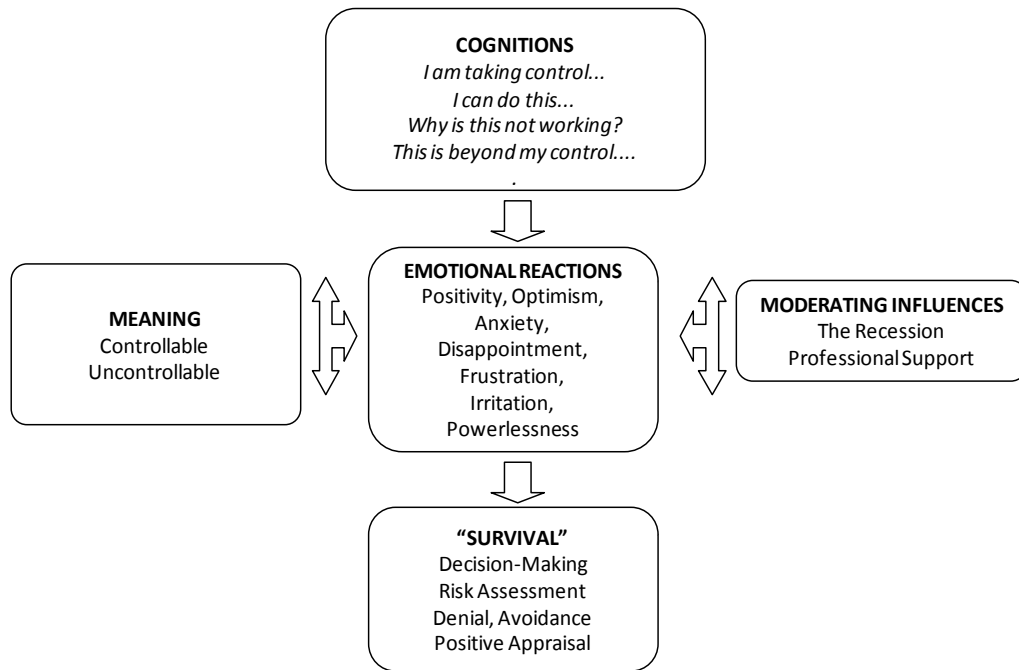 COGNITIONS
I am taking control...
I can do this...
Why is this not working?
This is beyond my control....
.
MEANING
Controllable
Uncontrollable
EMOTIONAL REACTIONS
Positivity, Optimism,
Anxiety,
Disappointment,
Frustration,
Irritation,
Powerlessness
MODERATING INFLUENCES
The Recession
Professional Support
“SURVIVAL”
Decision-Making
Risk Assessment
Denial, Avoidance
Positive Appraisal